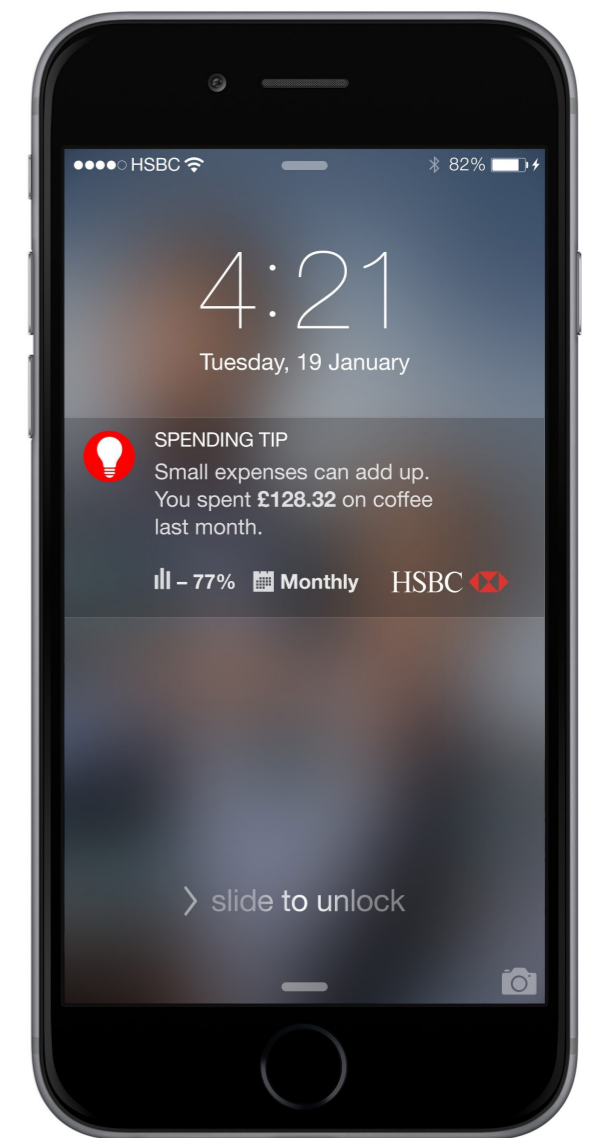 HSBC 82%
4:21
Tuesday, 19 January
SPENDING TIP
Small expenses can add up.
You spent £128.32 on coffee
last month.
– 77% Monthly HSBC
slide to unlock